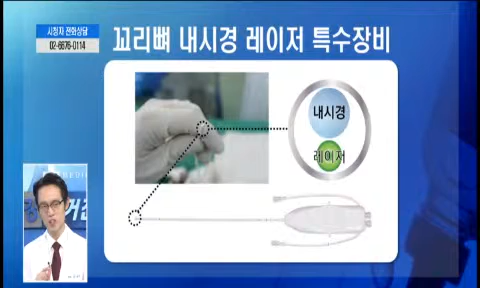 시청자 전화상담
02-6676-0114
꼬리뼈 내시경 레이저 특수장비
내시경
레이저